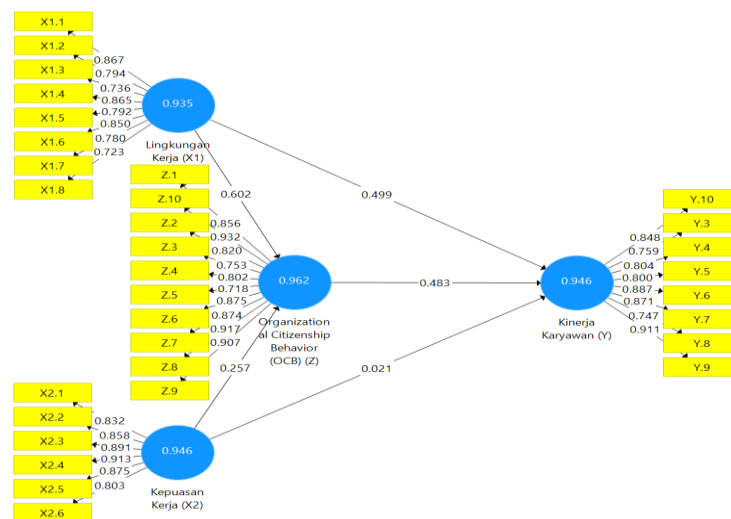 X1.1
X1.2
X1.3
X1.4
X1.5
X1.6
X1.7
X1.8
0.867
0.794
0.736
0.865
0.792
0.850
0.780
0.723
0.935
Lingkungan
Kerja (X1)
0.602
0.499
Z.1
Z.10
Z.2
Z.3
Z.4
Z.5
Z.6
Z.7
Z.8
Z.9
0.856
0.932
0.820
0.753
0.802
0.718
0.875
0.874
0.917
0.907
0.962
Organization
al Citizenship
Behavior
(OCB) (Z)
0.483
0.257
0.021
X2.1
X2.2
X2.3
X2.4
X2.5
X2.6
0.832
0.858
0.891
0.913
0.875
0.803
0.946
Kepuasan
Kerja (X2)
0.946
Kinerja
Karyawan (Y)
0.848
0.759
0.804
0.800
0.887
0.871
0.747
0.911
Y.10
Y.3
Y.4
Y.5
Y.6
Y.7
Y.8
Y.9